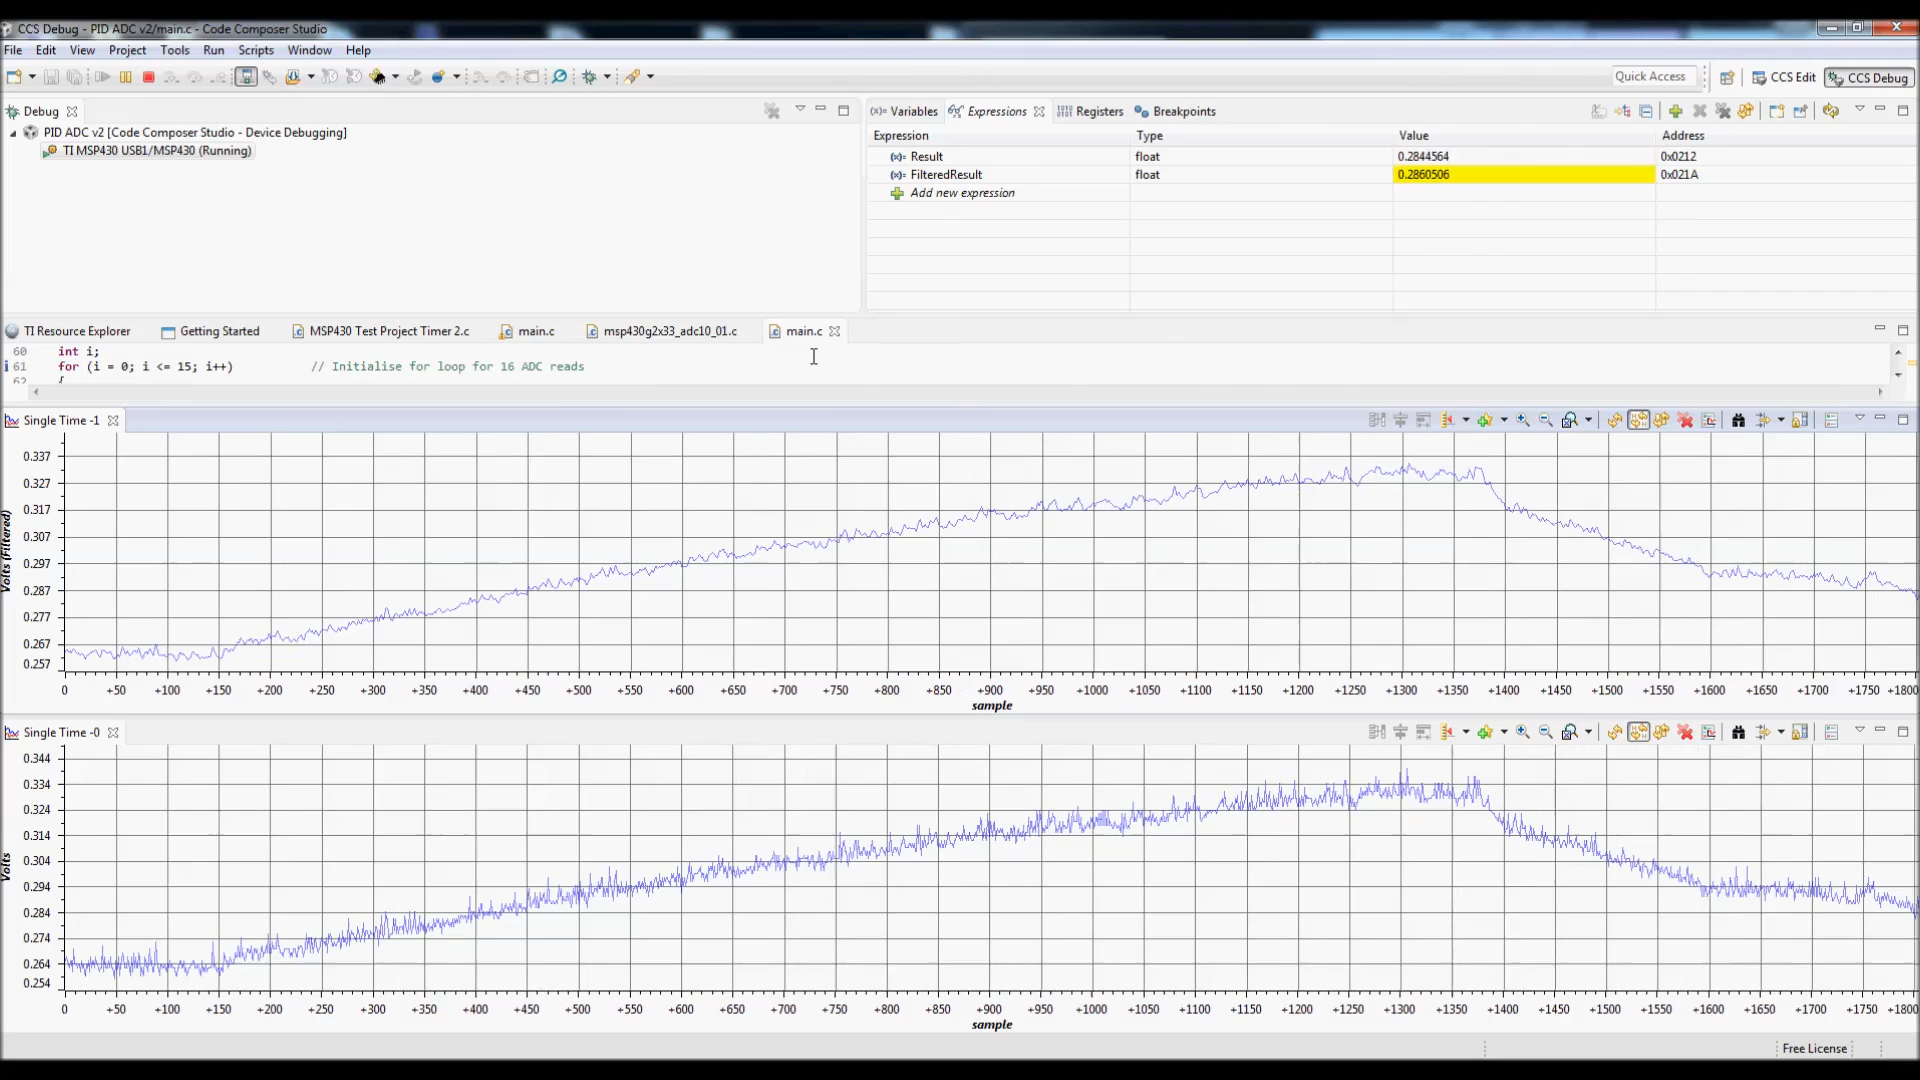 CCS Debug - PID ADC v2/main.c - Code Composer Studio
File Edit View Project Tools Run Scripts Window Help
Quick Access CCS Edit CCS Debug
Debug
PID ADC v2 [Code Composer Studio - Device Debugging]
TI MSP430 USB1/MSP430 (Running)
(x)= Variables Expressions Registers Breakpoints
Expression Type Value Address
(x)= Result float 0.2844564 0x0212
(x)= FilteredResult float 0.2860506 0x021A
Add new expression
TI Resource Explorer Getting Started MSP430 Test Project Timer 2.c main.c msp430g2x33_adc10_01.c main.c
60 int i;
61 for (i = 0; i <= 15; i++) // Initialise for loop for 16 ADC reads
62 {
Single Time -1
Volts (Filtered)
0.337
0.327
0.317
0.307
0.297
0.287
0.277
0.267
0.257
0 +50 +100 +150 +200 +250 +300 +350 +400 +450 +500 +550 +600 +650 +700 +750 +800 +850 +900 +950 +1000 +1050 +1100 +1150 +1200 +1250 +1300 +1350 +1400 +1450 +1500 +1550 +1600 +1650 +1700 +1750 +1800
sample
Single Time -0
Volts
0.344
0.334
0.324
0.314
0.304
0.294
0.284
0.274
0.264
0.254
0 +50 +100 +150 +200 +250 +300 +350 +400 +450 +500 +550 +600 +650 +700 +750 +800 +850 +900 +950 +1000 +1050 +1100 +1150 +1200 +1250 +1300 +1350 +1400 +1450 +1500 +1550 +1600 +1650 +1700 +1750 +1800
sample
Free License